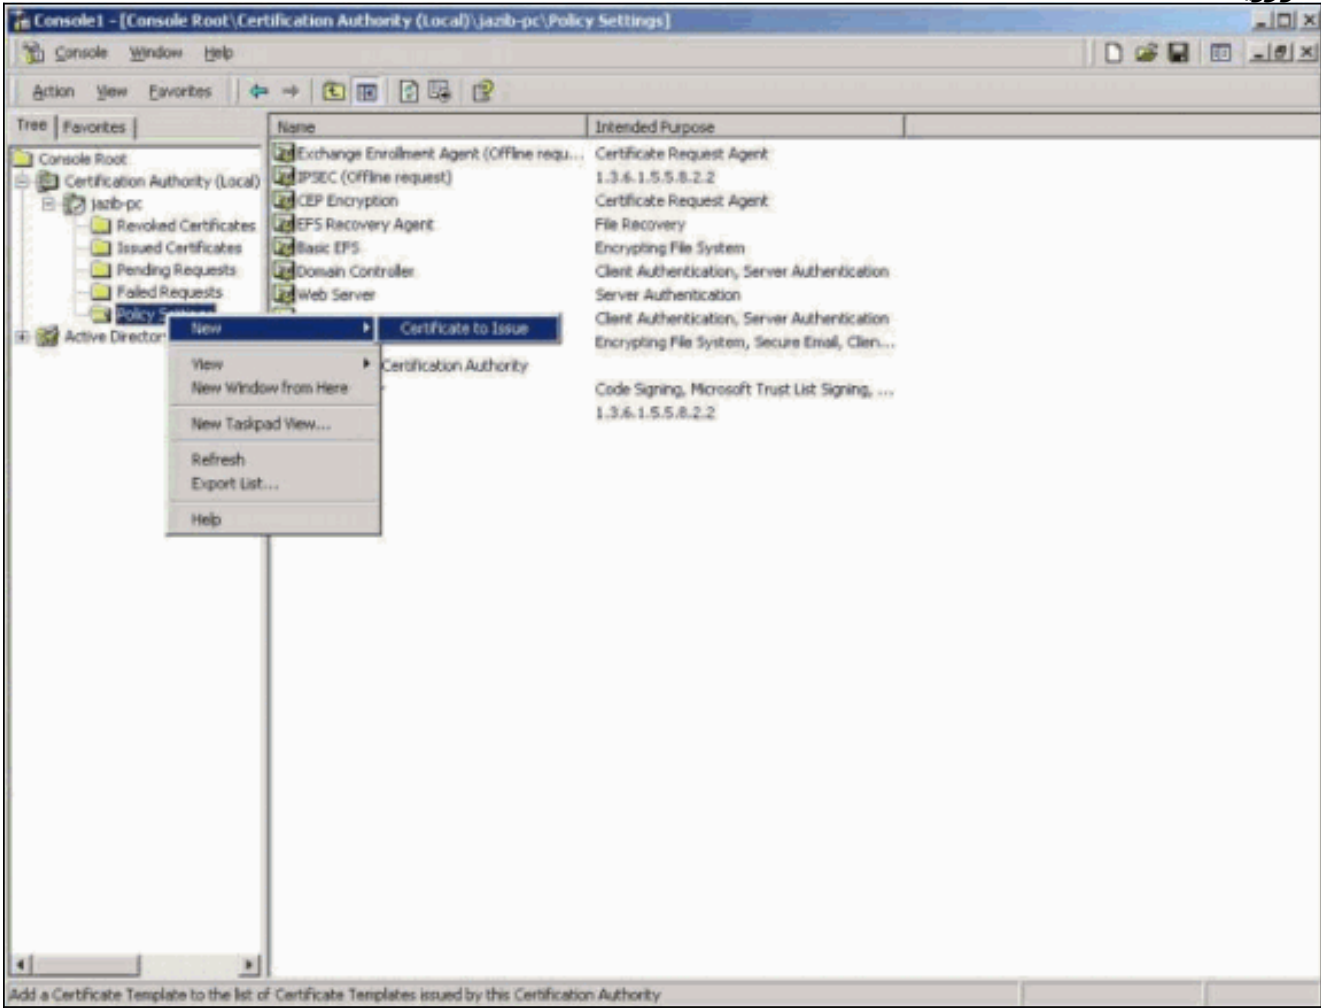 Console1 - [Console Root\Certification Authority (Local)\jazib-pc\Policy Settings]
Console Window Help
Action View Favorites
Tree Favorites
Name Intended Purpose
Console Root
Certification Authority (Local)
jazib-pc
Revoked Certificates
Issued Certificates
Pending Requests
Failed Requests
Policy
Active Director
Exchange Enrollment Agent (Offline requ... Certificate Request Agent
IPSEC (Offline request) 1.3.6.1.5.5.8.2.2
CEP Encryption Certificate Request Agent
EFS Recovery Agent File Recovery
Basic EFS Encrypting File System
Domain Controller Client Authentication, Server Authentication
Web Server Server Authentication
Client Authentication, Server Authentication
Encrypting File System, Secure Email, Clien...
Certification Authority
Code Signing, Microsoft Trust List Signing, ...
1.3.6.1.5.5.8.2.2
New
Certificate to Issue
View
New Window from Here
New Taskpad View...
Refresh
Export List...
Help
Add a Certificate Template to the list of Certificate Templates issued by this Certification Authority